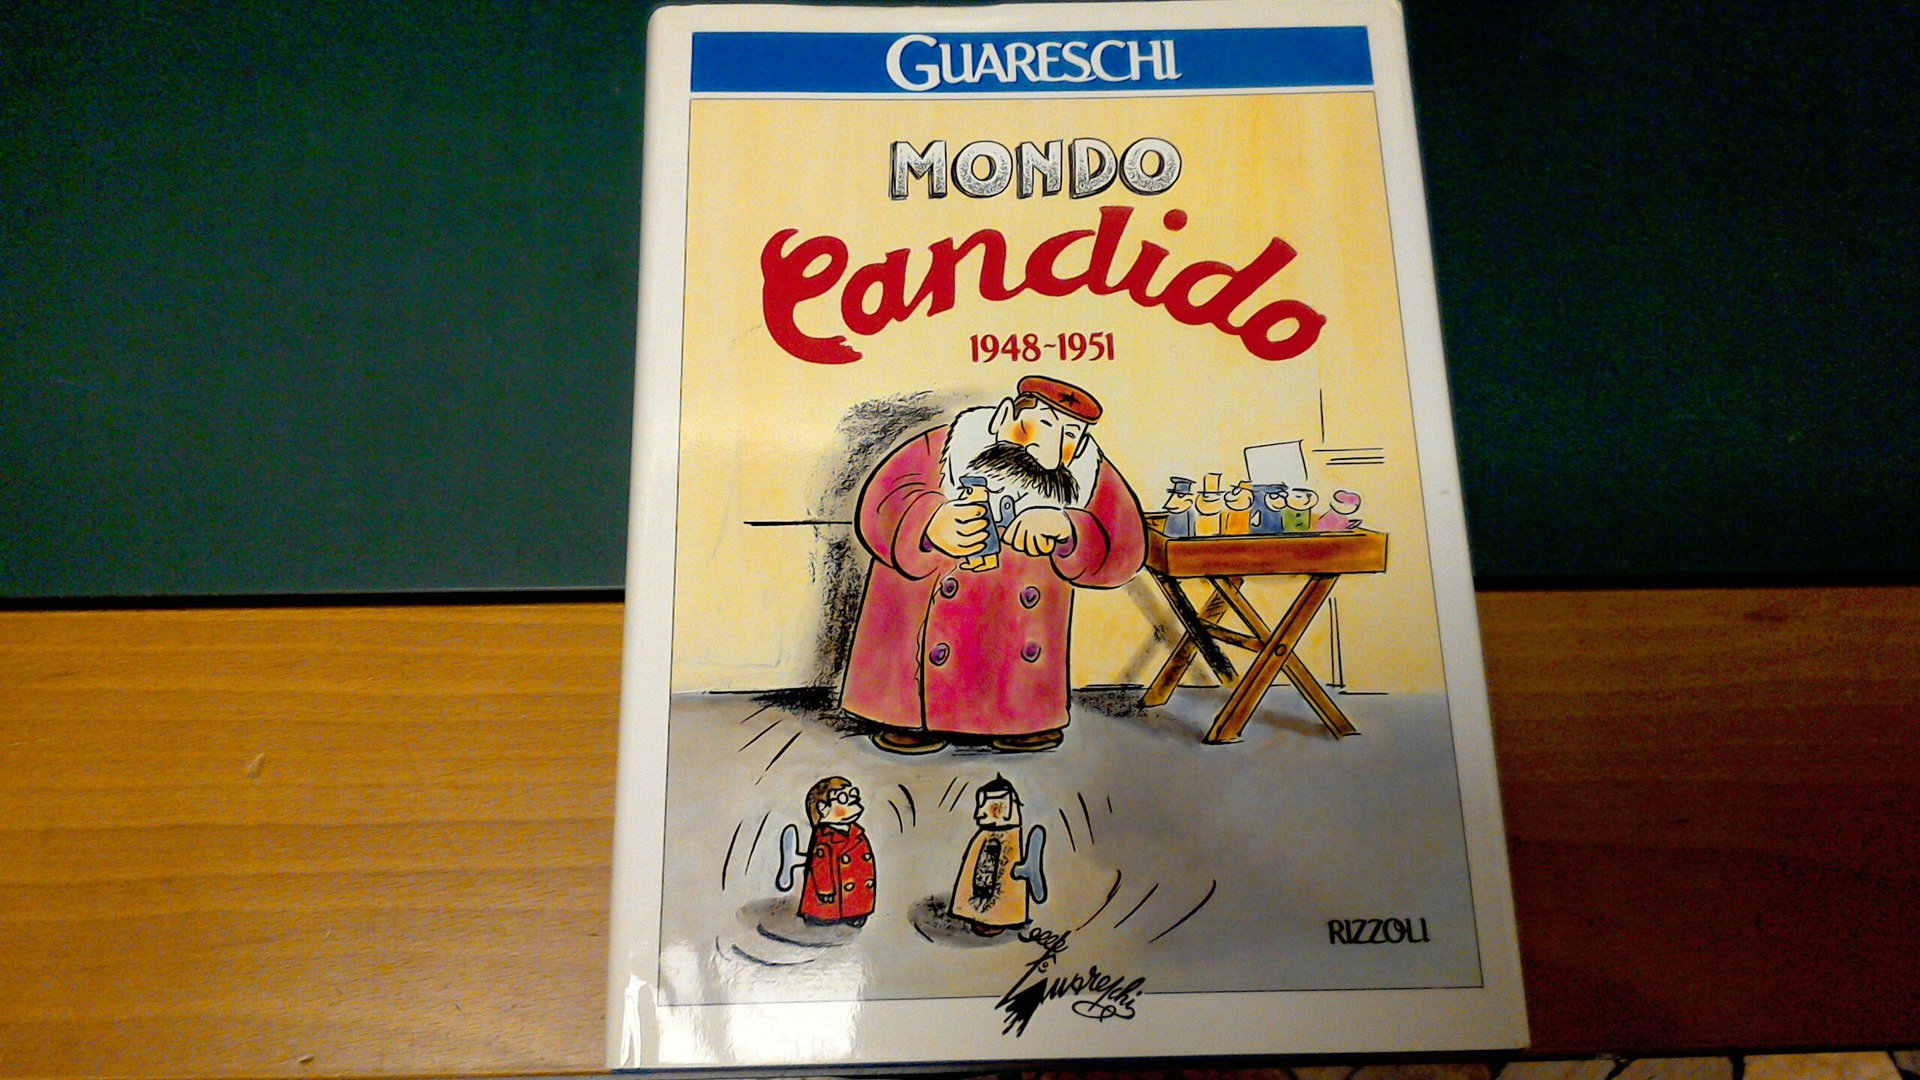 GUARESCHI
MONDO
Candido
1948-1951
RIZZOLI
Guareschi